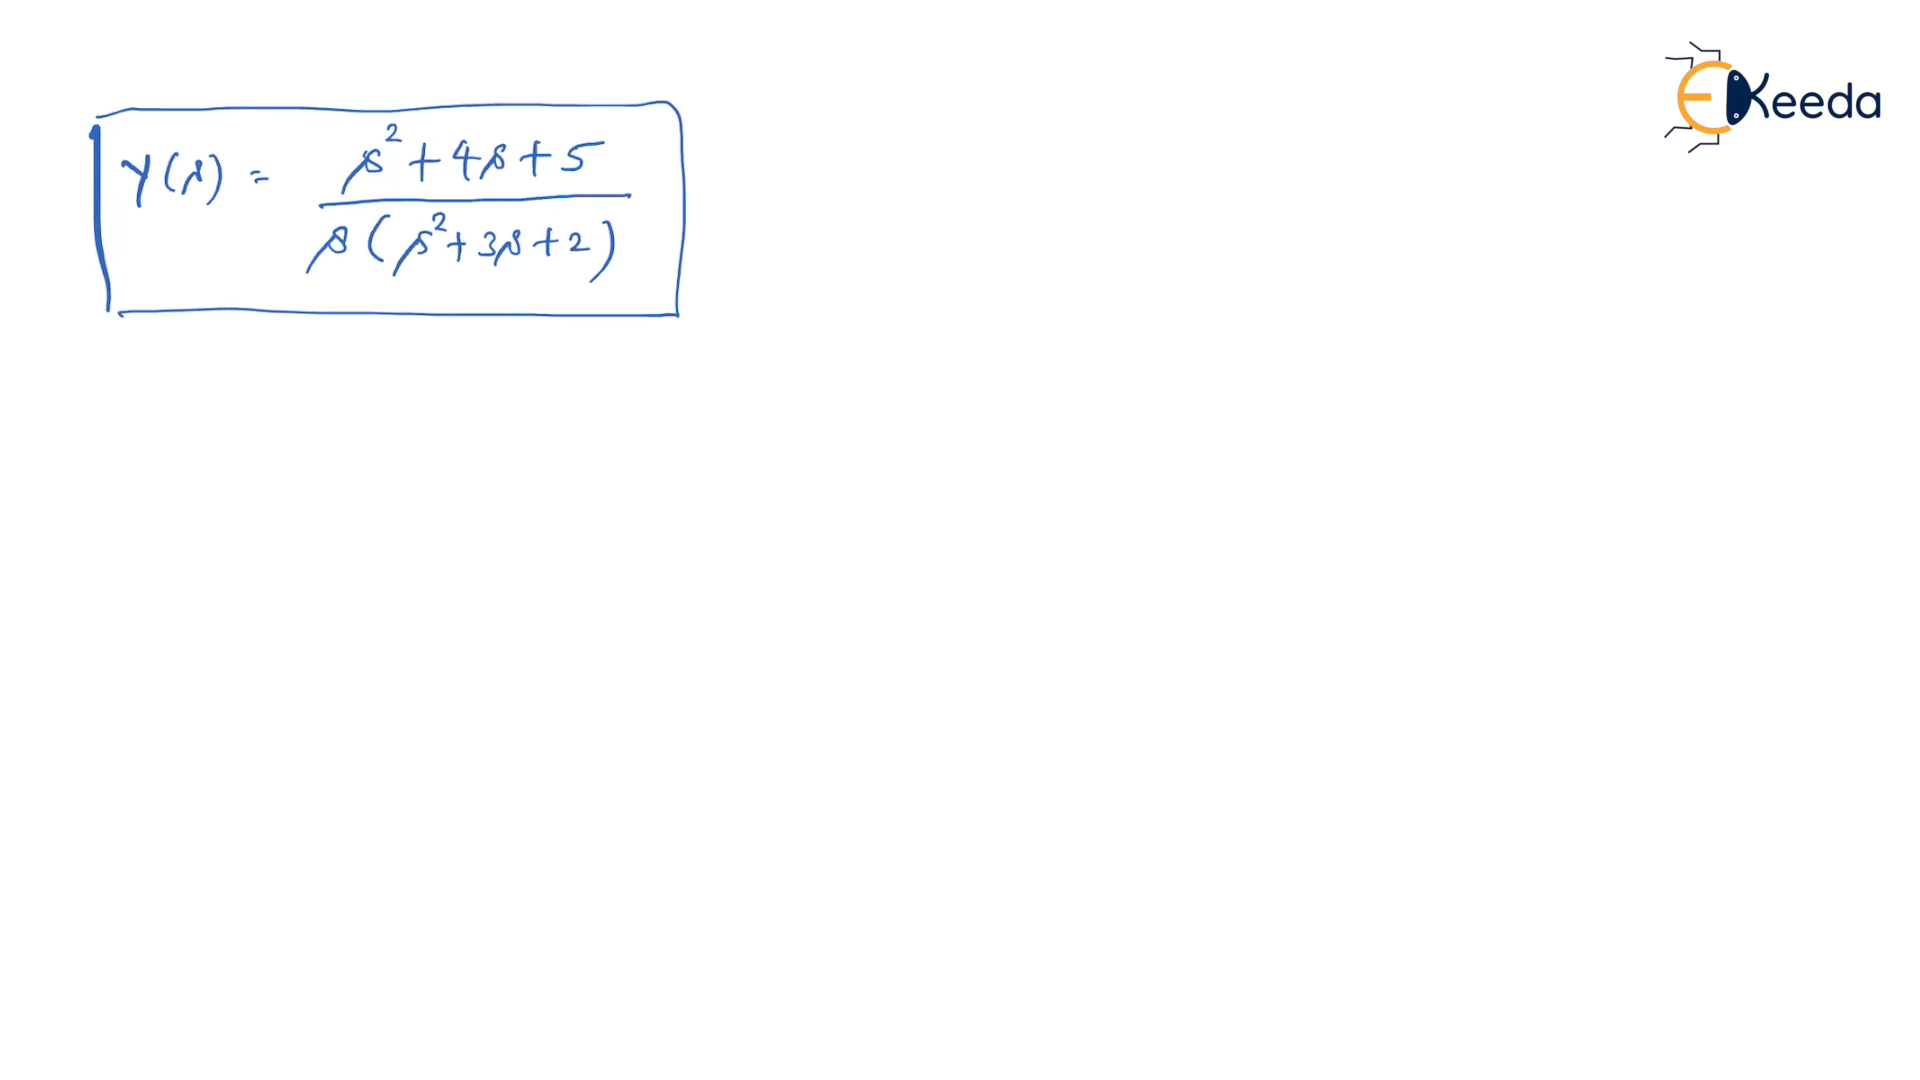 Y(s) = s²+4s+5 / s(s²+3s+2)
EKeeda